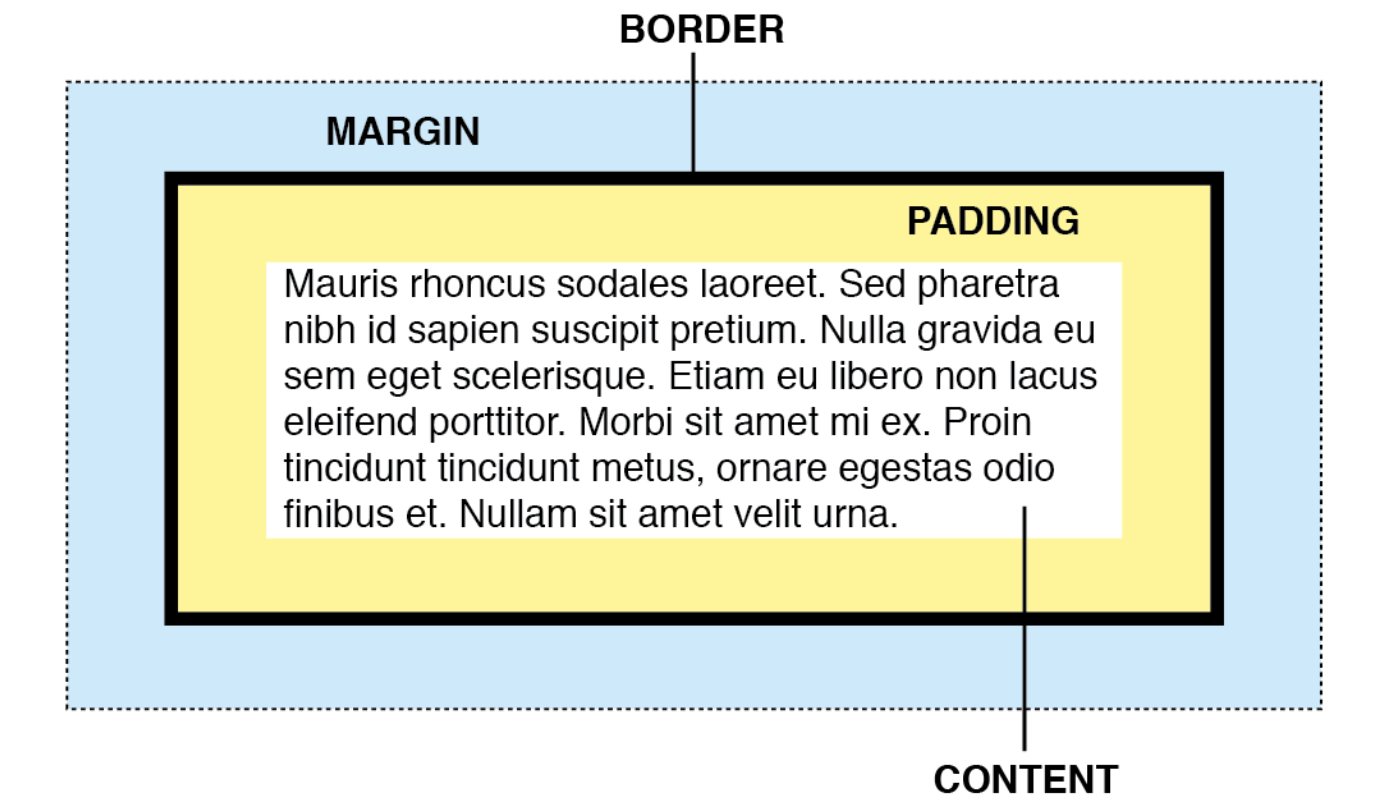 BORDER
MARGIN
PADDING
Mauris rhoncus sodales laoreet. Sed pharetra
nibh id sapien suscipit pretium. Nulla gravida eu
sem eget scelerisque. Etiam eu libero non lacus
eleifend porttitor. Morbi sit amet mi ex. Proin
tincidunt tincidunt metus, ornare egestas odio
finibus et. Nullam sit amet velit urna.
CONTENT